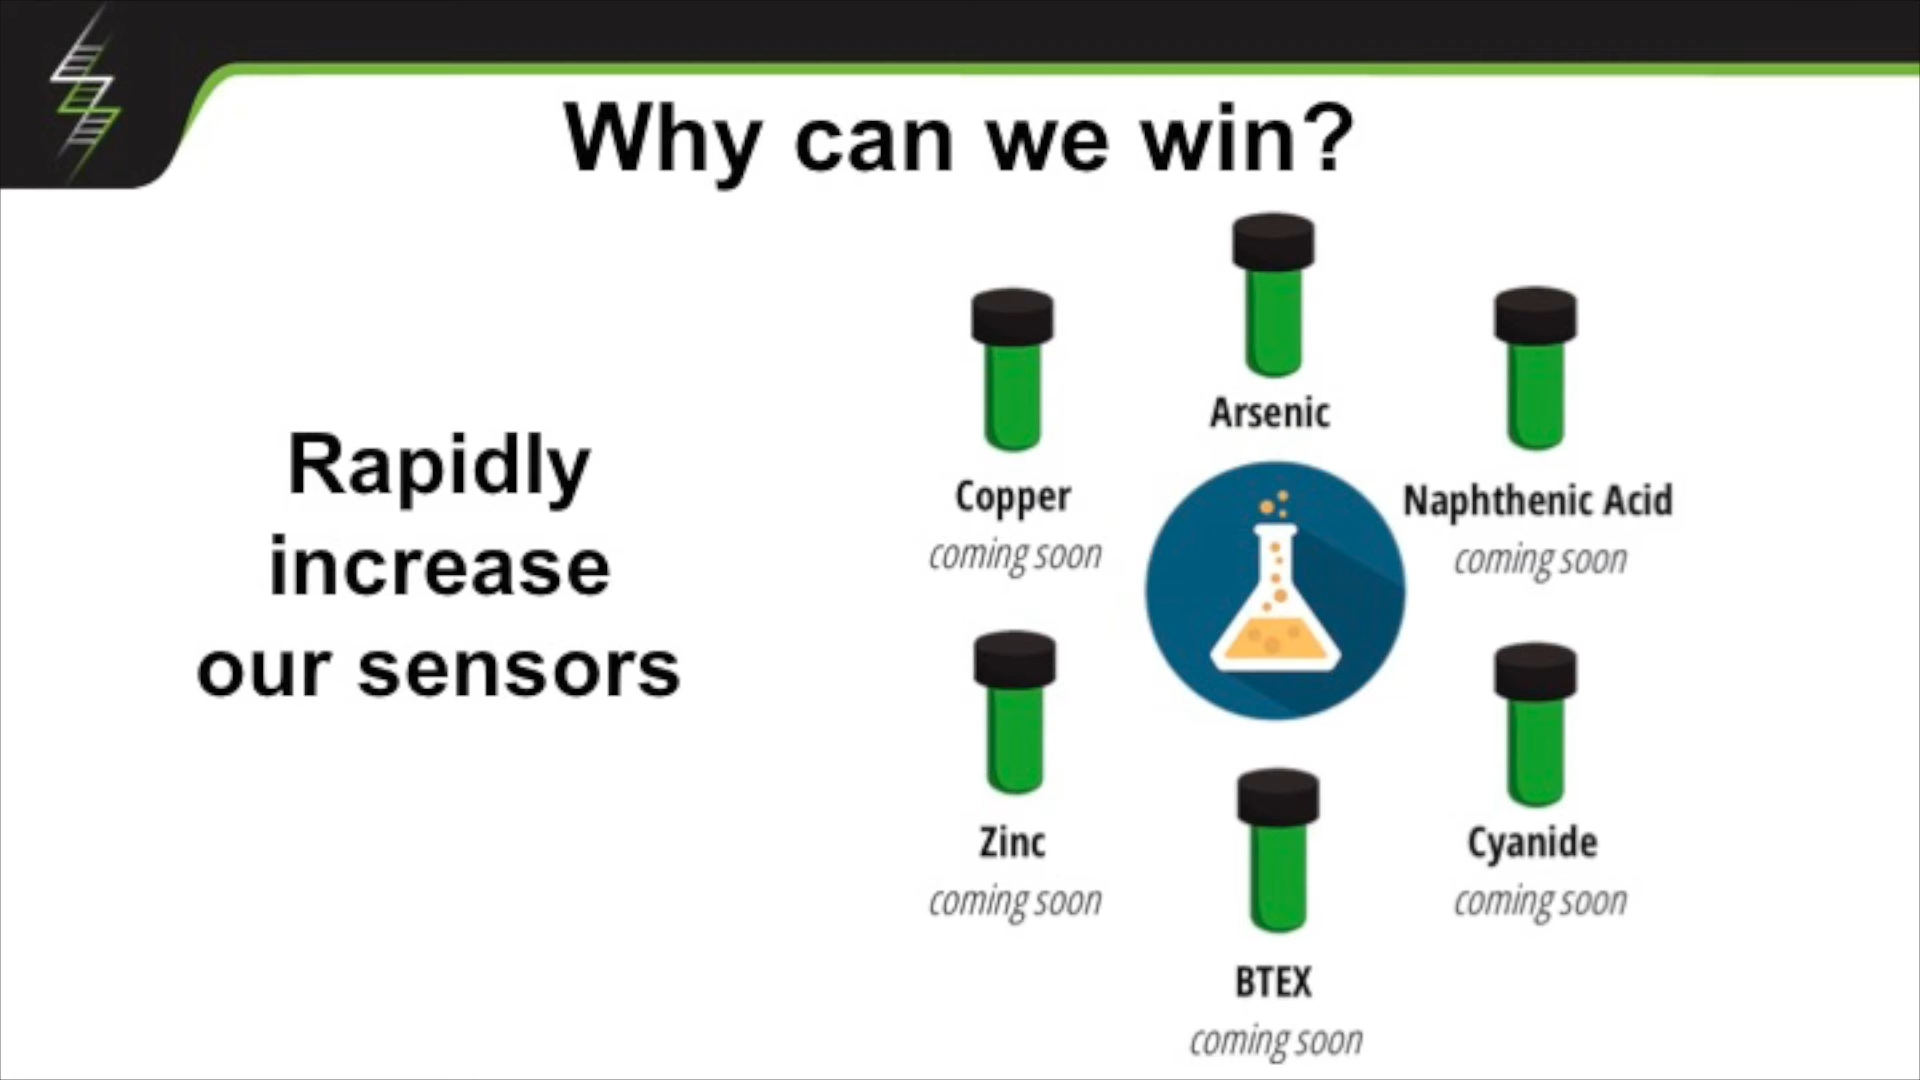 Why can we win?
Rapidly
increase
our sensors
Arsenic
Copper
coming soon
Naphthenic Acid
coming soon
Zinc
coming soon
Cyanide
coming soon
BTEX
coming soon